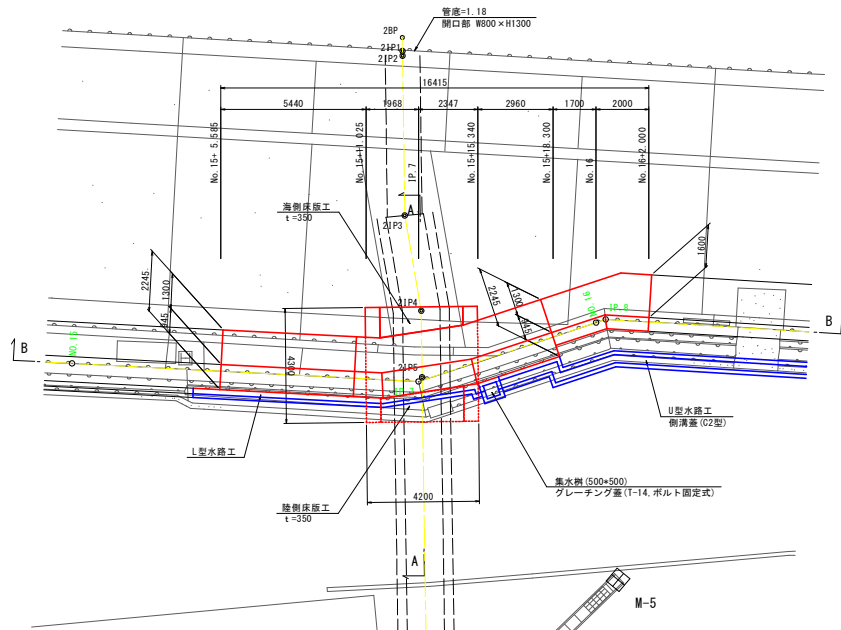 管底=1.18
開口部 W800×H1300
2BP
2IP1
2IP2
16415
5440
1968
2347
2960
1700
2000
No.15+ 5.585
No.15+11.025
IP.7
No.15+15.340
No.15+18.300
No.16
No.16+2.000
海側床版工
t=350
A
2IP3
2245
1300
945
2245
1300
945
1600
2IP4
NO.16
IP.8
B
B
NO.15
4300
2IP5
L型水路工
U型水路工
側溝蓋(C2型)
集水桝(500*500)
グレーチング蓋(T-14,ボルト固定式)
4200
陸側床版工
t=350
A
M-5